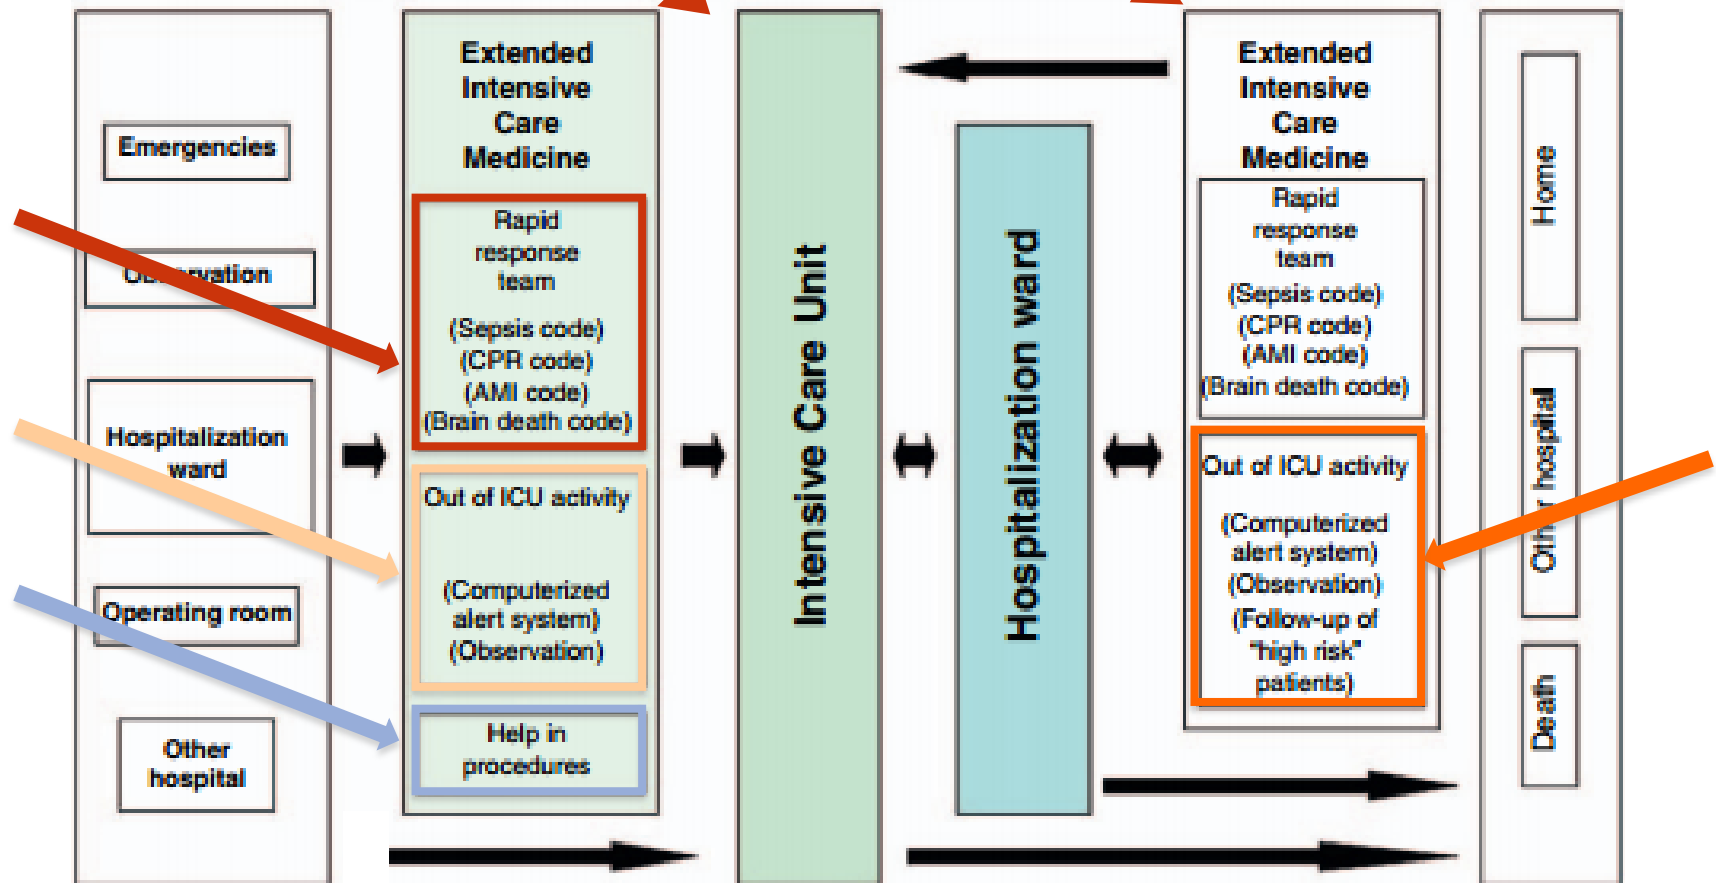 Emergencies
Observation
Hospitalization
ward
Operating room
Other
hospital
Extended
Intensive
Care
Medicine
Rapid
response
team
(Sepsis code)
(CPR code)
(AMI code)
(Brain death code)
Out of ICU activity
(Computerized
alert system)
(Observation)
Help in
procedures
Intensive Care Unit
Hospitalization ward
Extended
Intensive
Care
Medicine
Rapid
response
team
(Sepsis code)
(CPR code)
(AMI code)
(Brain death code)
Out of ICU activity
(Computerized
alert system)
(Observation)
(Follow-up of
"high risk"
patients)
Home
Other hospital
Death